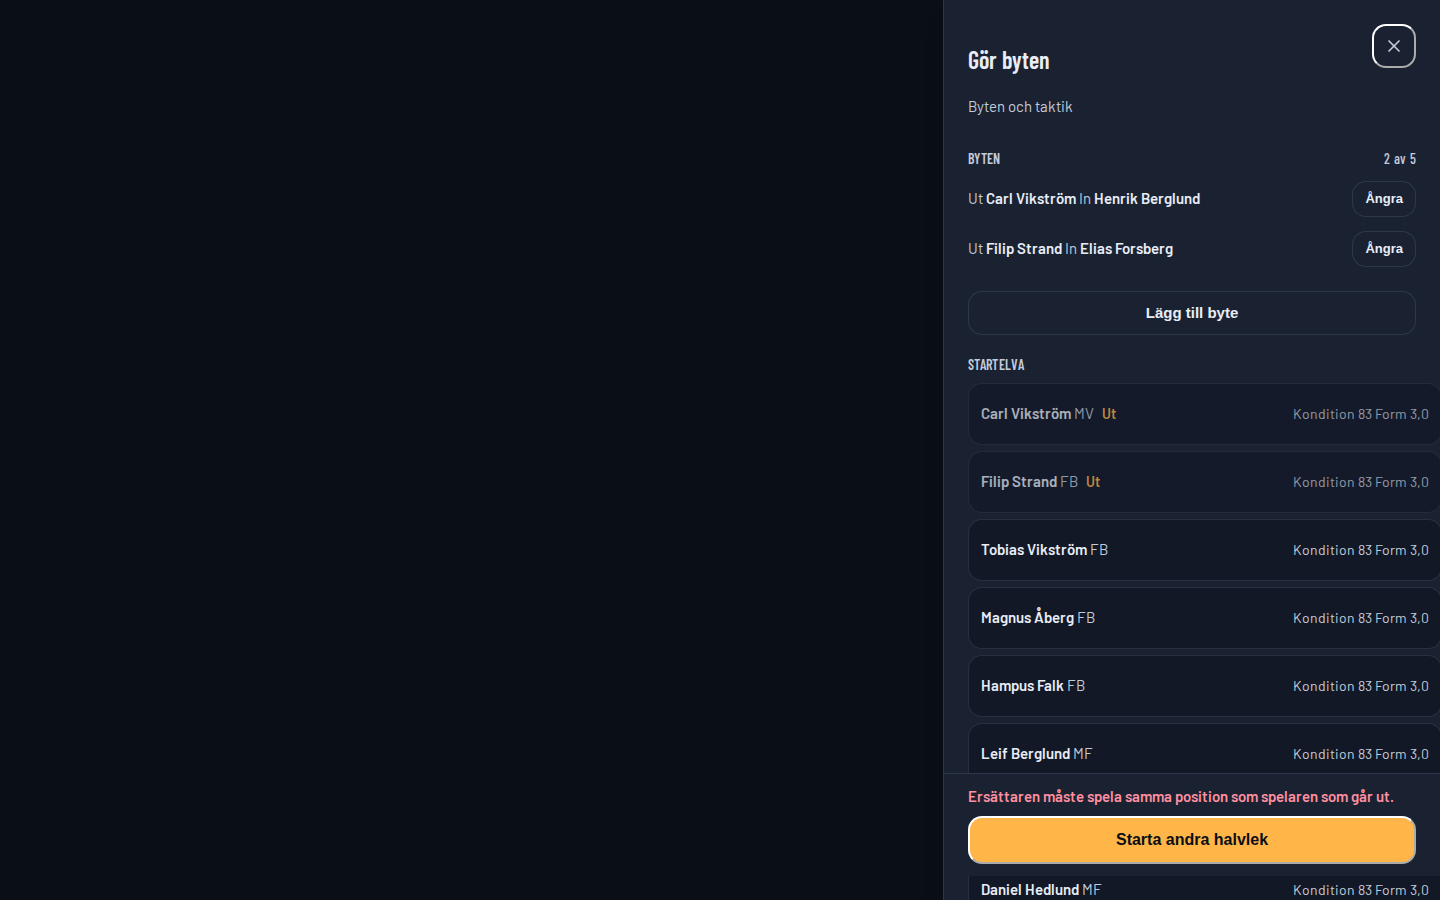 Gör byten
Byten och taktik
BYTEN 2 av 5
Ut Carl Vikström In Henrik Berglund Ångra
Ut Filip Strand In Elias Forsberg Ångra
Lägg till byte
STARTELVA
Carl Vikström MV Ut Kondition 83 Form 3,0
Filip Strand FB Ut Kondition 83 Form 3,0
Tobias Vikström FB Kondition 83 Form 3,0
Magnus Åberg FB Kondition 83 Form 3,0
Hampus Falk FB Kondition 83 Form 3,0
Leif Berglund MF Kondition 83 Form 3,0
Ersättaren måste spela samma position som spelaren som går ut.
Starta andra halvlek
Daniel Hedlund MF Kondition 83 Form 3,0